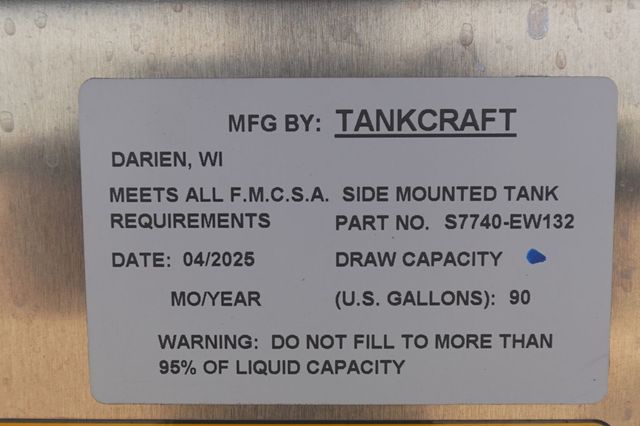 MFG BY: TANKCRAFT
DARIEN, WI
MEETS ALL F.M.C.S.A. SIDE MOUNTED TANK
REQUIREMENTS PART NO. S7740-EW132
DATE: 04/2025 DRAW CAPACITY
MO/YEAR (U.S. GALLONS): 90
WARNING: DO NOT FILL TO MORE THAN
95% OF LIQUID CAPACITY